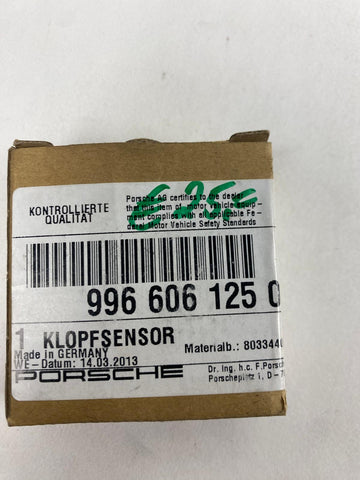 KONTROLLIERTE
QUALITÄT
Porsche AG certifies to the dealer
that this item of motor vehicle equip-
ment complies with all applicable Fe-
deral Motor Vehicle Safety Standards
996 606 125 0
1 KLOPFSENSOR
Made in GERMANY
WE-Datum: 14.03.2013
Materialb.: 8033440
PORSCHE
Dr. Ing. h.c. F.Porsch
Porscheplatz 1, D - 7